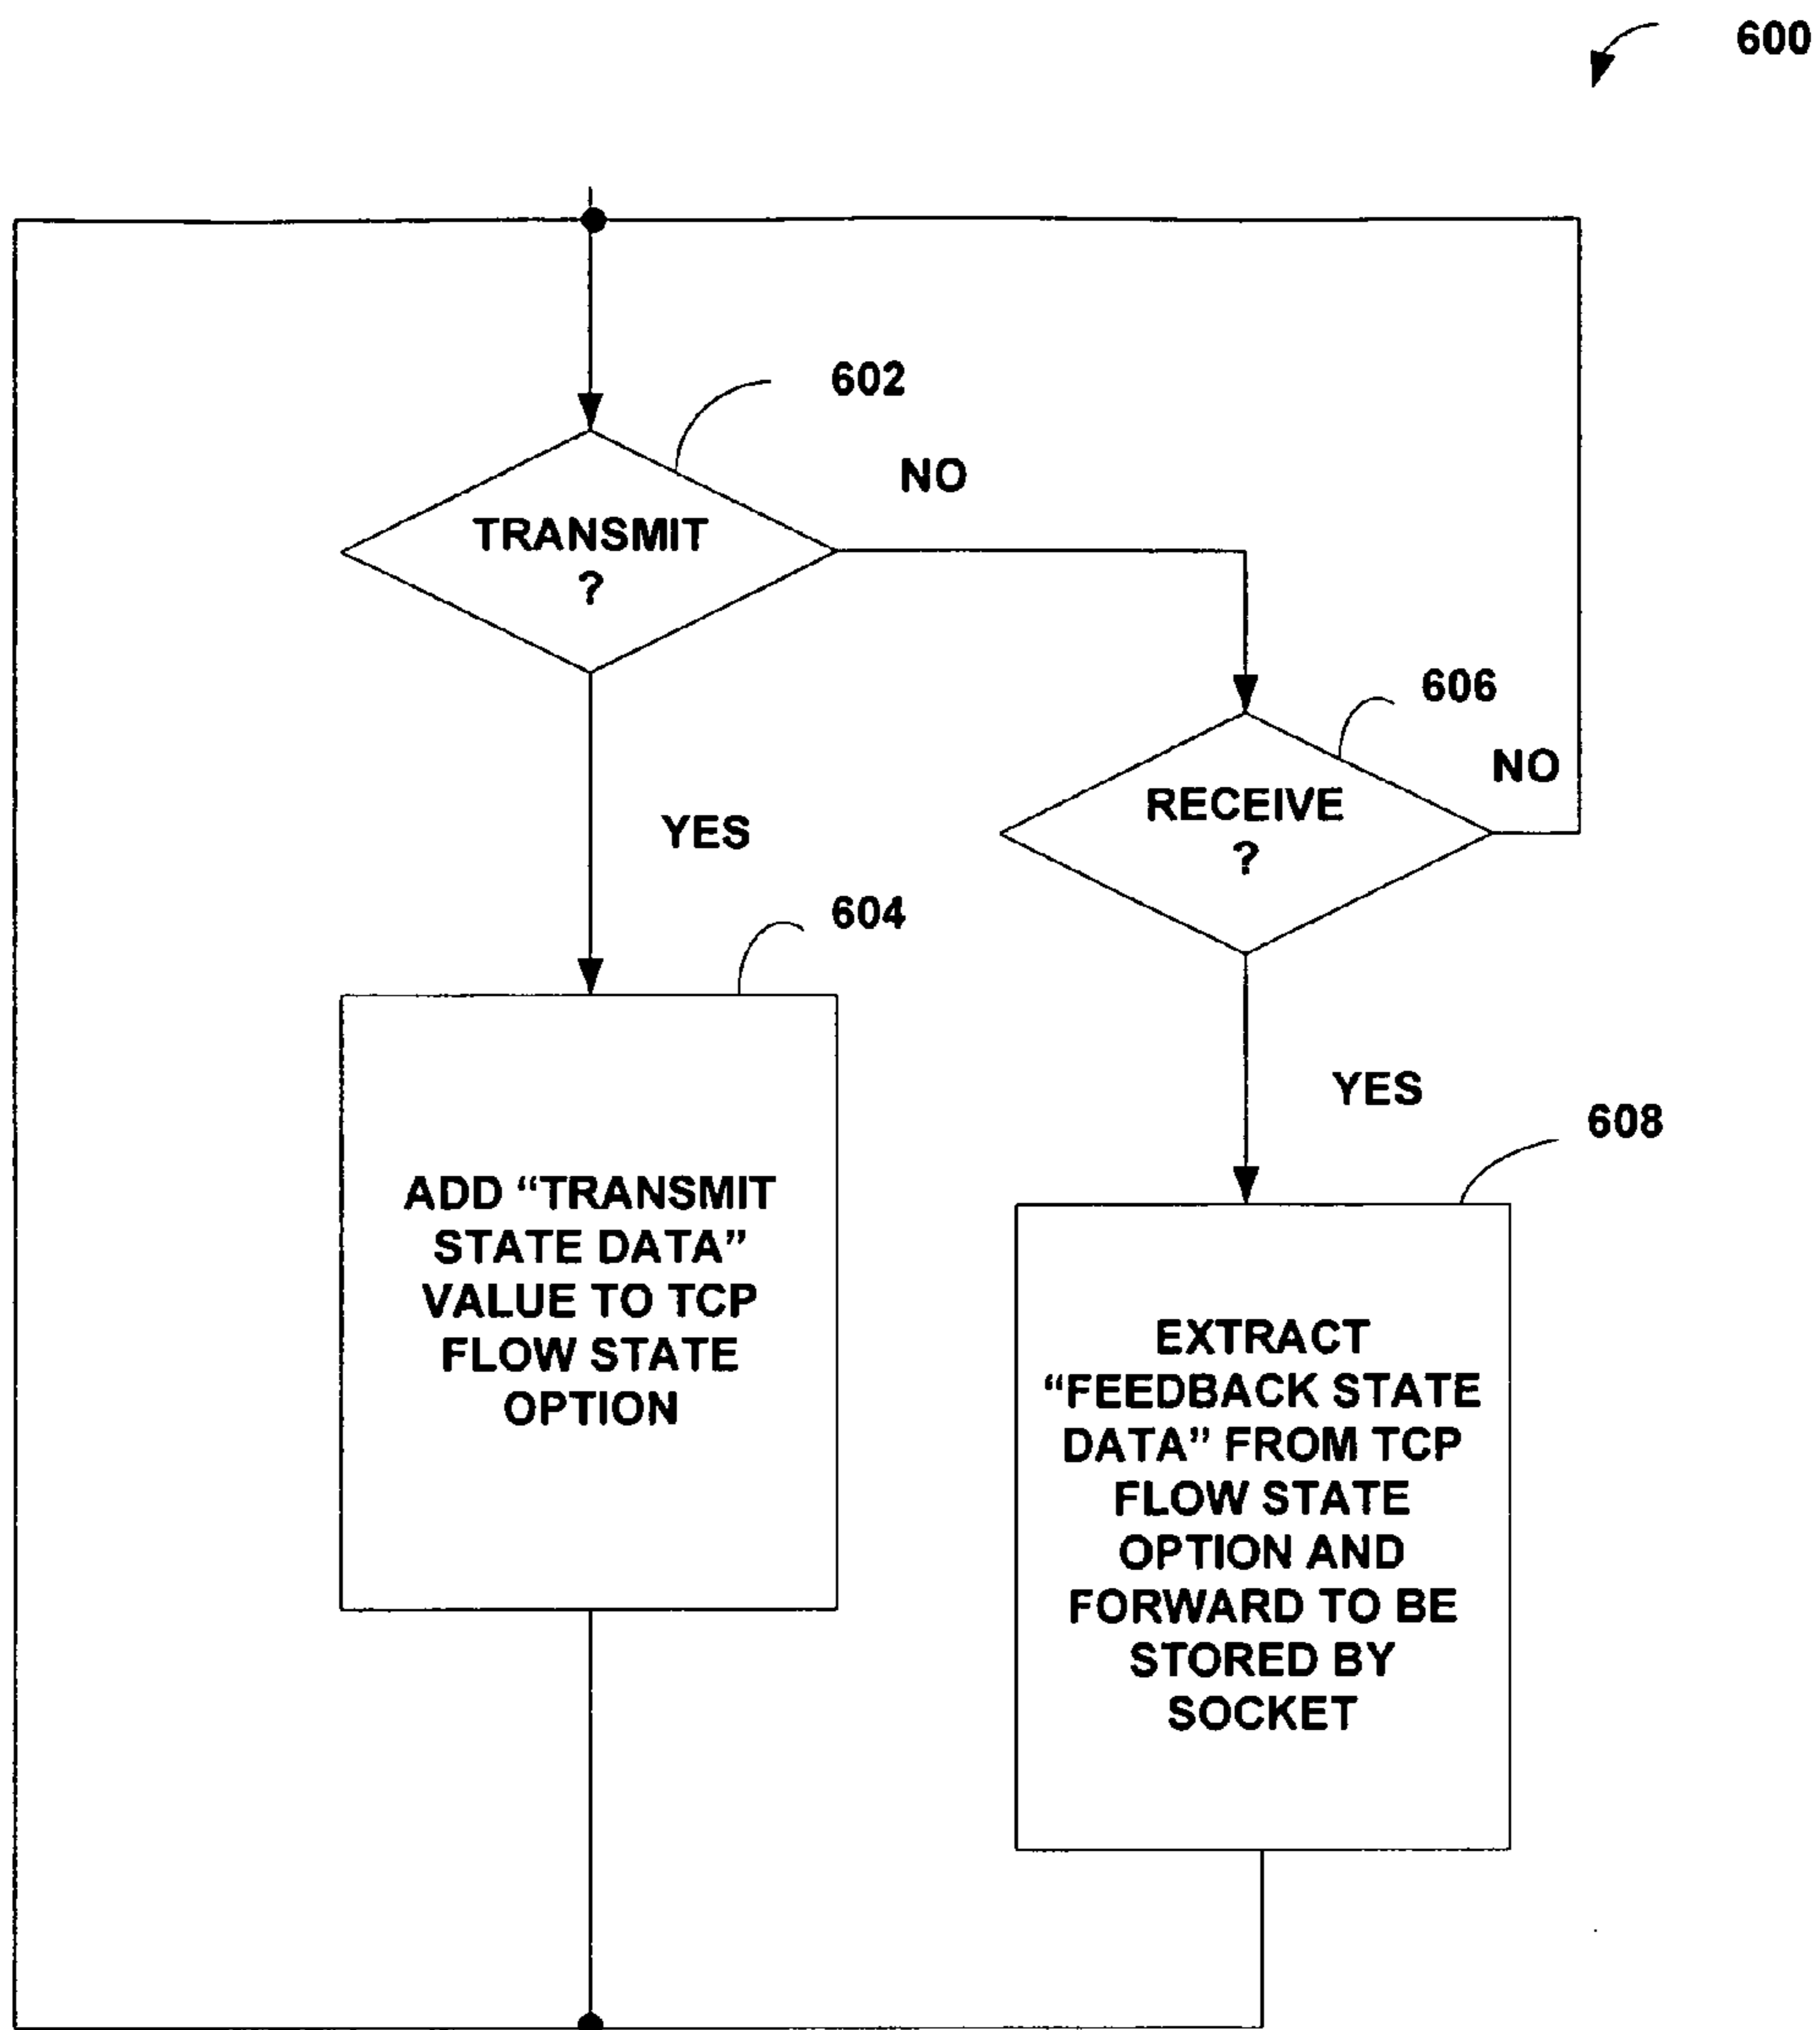 600
602
NO
TRANSMIT
?
606
NO
RECEIVE
?
YES
604
YES
608
ADD “TRANSMIT
STATE DATA”
VALUE TO TCP
FLOW STATE
OPTION
EXTRACT
“FEEDBACK STATE
DATA” FROM TCP
FLOW STATE
OPTION AND
FORWARD TO BE
STORED BY
SOCKET